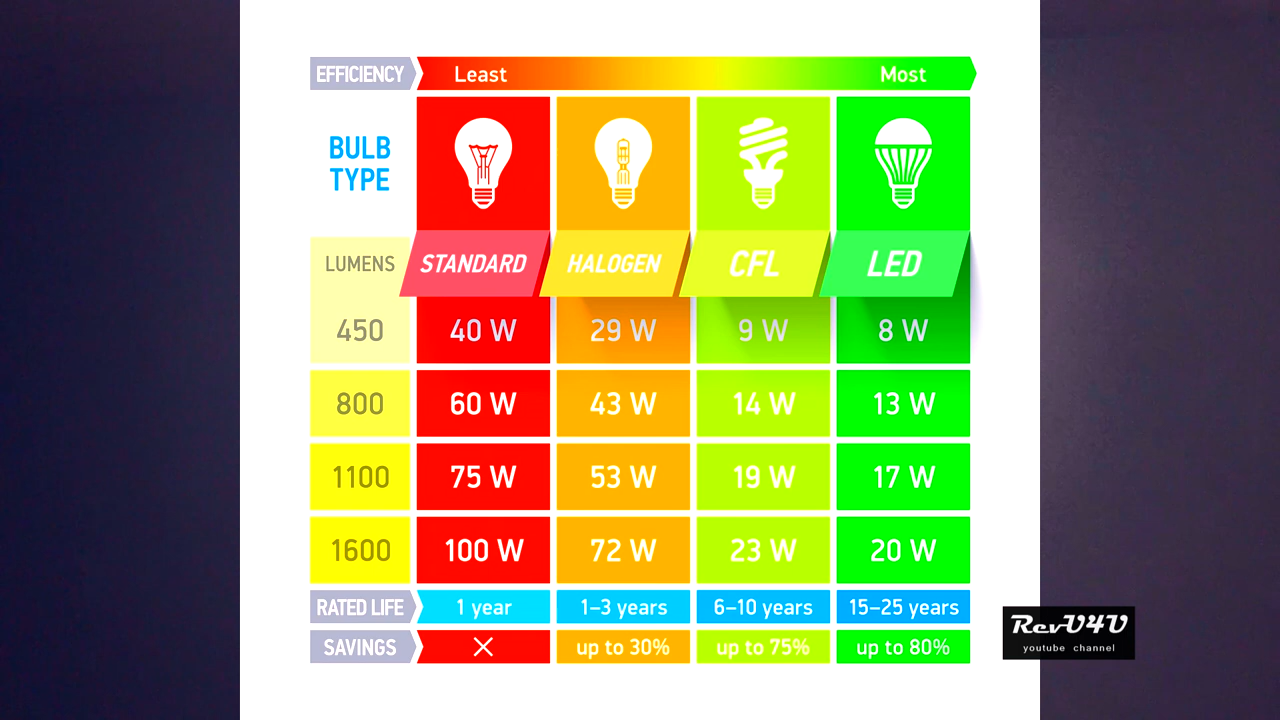 EFFICIENCY Least Most
BULB
TYPE
LUMENS STANDARD HALOGEN CFL LED
450 40 W 29 W 9 W 8 W
800 60 W 43 W 14 W 13 W
1100 75 W 53 W 19 W 17 W
1600 100 W 72 W 23 W 20 W
RATED LIFE 1 year 1–3 years 6–10 years 15–25 years
SAVINGS up to 30% up to 75% up to 80%
RevU4U
youtube channel